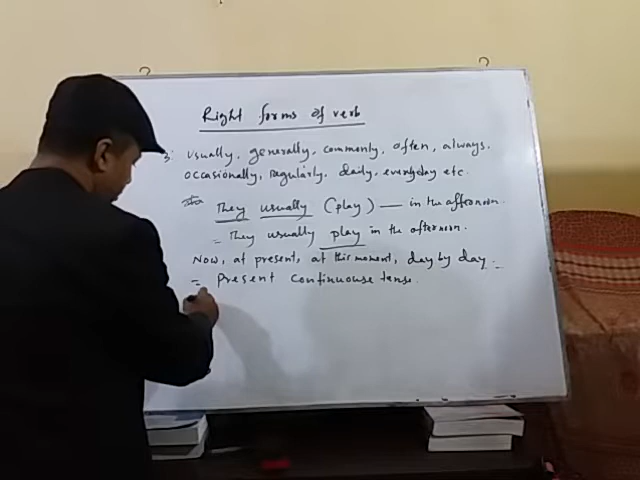 Right forms of verb
3: Usually, generally, commonly, often, always,
occasionally, regularly, daily, everyday etc.
They usually (play) — in the afternoon.
= They usually play in the afternoon.
Now, at present, at this moment, day by day.
= Present continuouse tense.